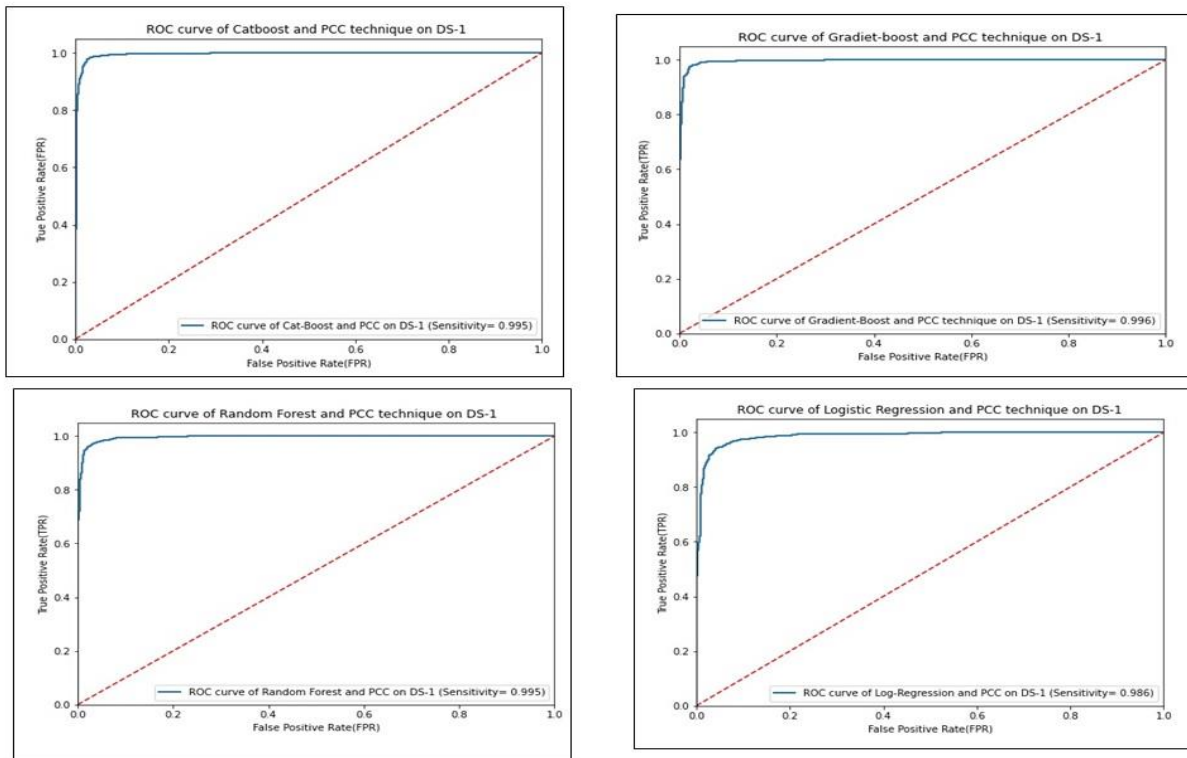 ROC curve of Catboost and PCC technique on DS-1
1.0
0.8
0.6
0.4
0.2
0.0
True Positive Rate(FPR)
ROC curve of Cat-Boost and PCC on DS-1 (Sensitivity= 0.995)
0.0 0.2 0.4 0.6 0.8 1.0
False Positive Rate(FPR)
ROC curve of Gradiet-boost and PCC technique on DS-1
1.0
0.8
0.6
0.4
0.2
0.0
True Positive Rate(TPR)
ROC curve of Gradient-Boost and PCC technique on DS-1 (Sensitivity= 0.996)
0.0 0.2 0.4 0.6 0.8 1.0
False Positive Rate(FPR)
ROC curve of Random Forest and PCC technique on DS-1
1.0
0.8
0.6
0.4
0.2
0.0
True Positive Rate(TPR)
ROC curve of Random Forest and PCC on DS-1 (Sensitivity= 0.995)
0.0 0.2 0.4 0.6 0.8 1.0
False Positive Rate(FPR)
ROC curve of Logistic Regression and PCC technique on DS-1
1.0
0.8
0.6
0.4
0.2
0.0
True Positive Rate(TPR)
ROC curve of Log-Regression and PCC on DS-1 (Sensitivity= 0.986)
0.0 0.2 0.4 0.6 0.8 1.0
False Positive Rate(FPR)